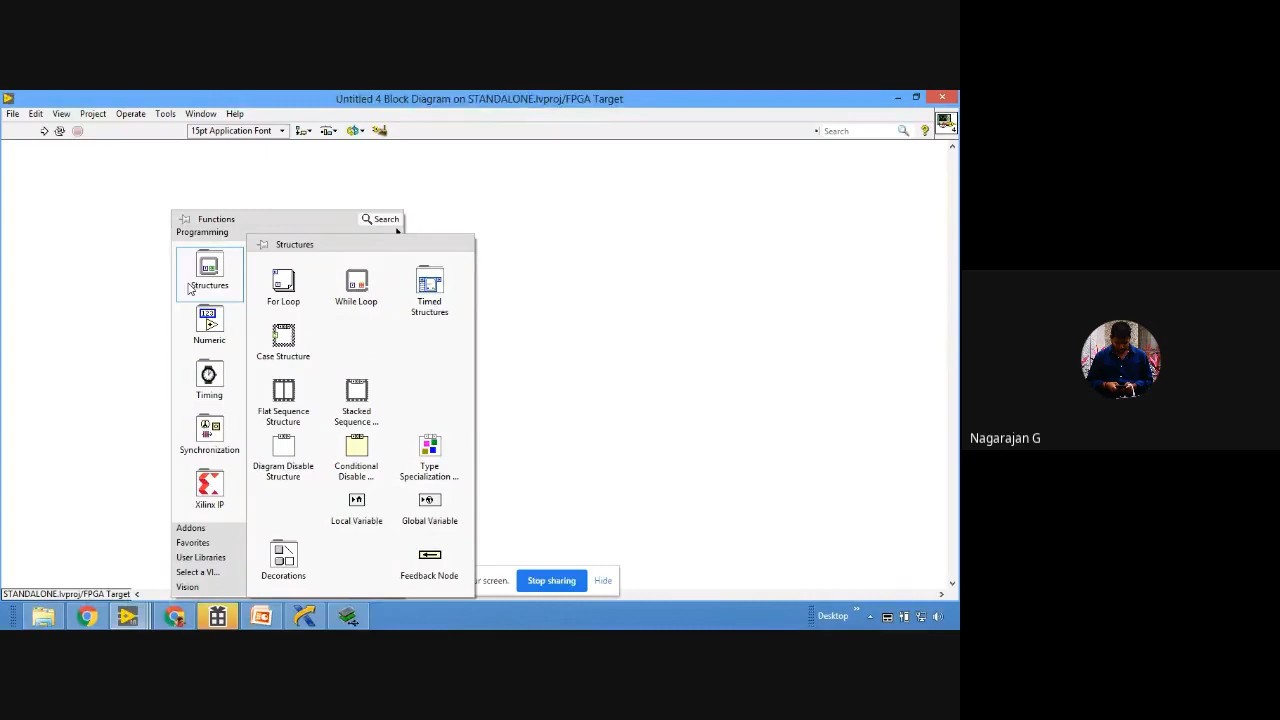 Untitled 4 Block Diagram on STANDALONE.lvproj/FPGA Target
File Edit View Project Operate Tools Window Help
15pt Application Font
Search
4
Functions
Search
Programming
Structures
Structures
For Loop
While Loop
Timed
Structures
Numeric
123
Case Structure
Timing
Flat Sequence
Structure
Stacked
Sequence ...
Synchronization
Diagram Disable
Structure
Conditional
Disable ...
Type
Specialization ...
Xilinx IP
Local Variable
Global Variable
Addons
Favorites
User Libraries
Select a VI...
Vision
Decorations
Feedback Node
ur screen.
Stop sharing
Hide
STANDALONE.lvproj/FPGA Target
Desktop
Nagarajan G